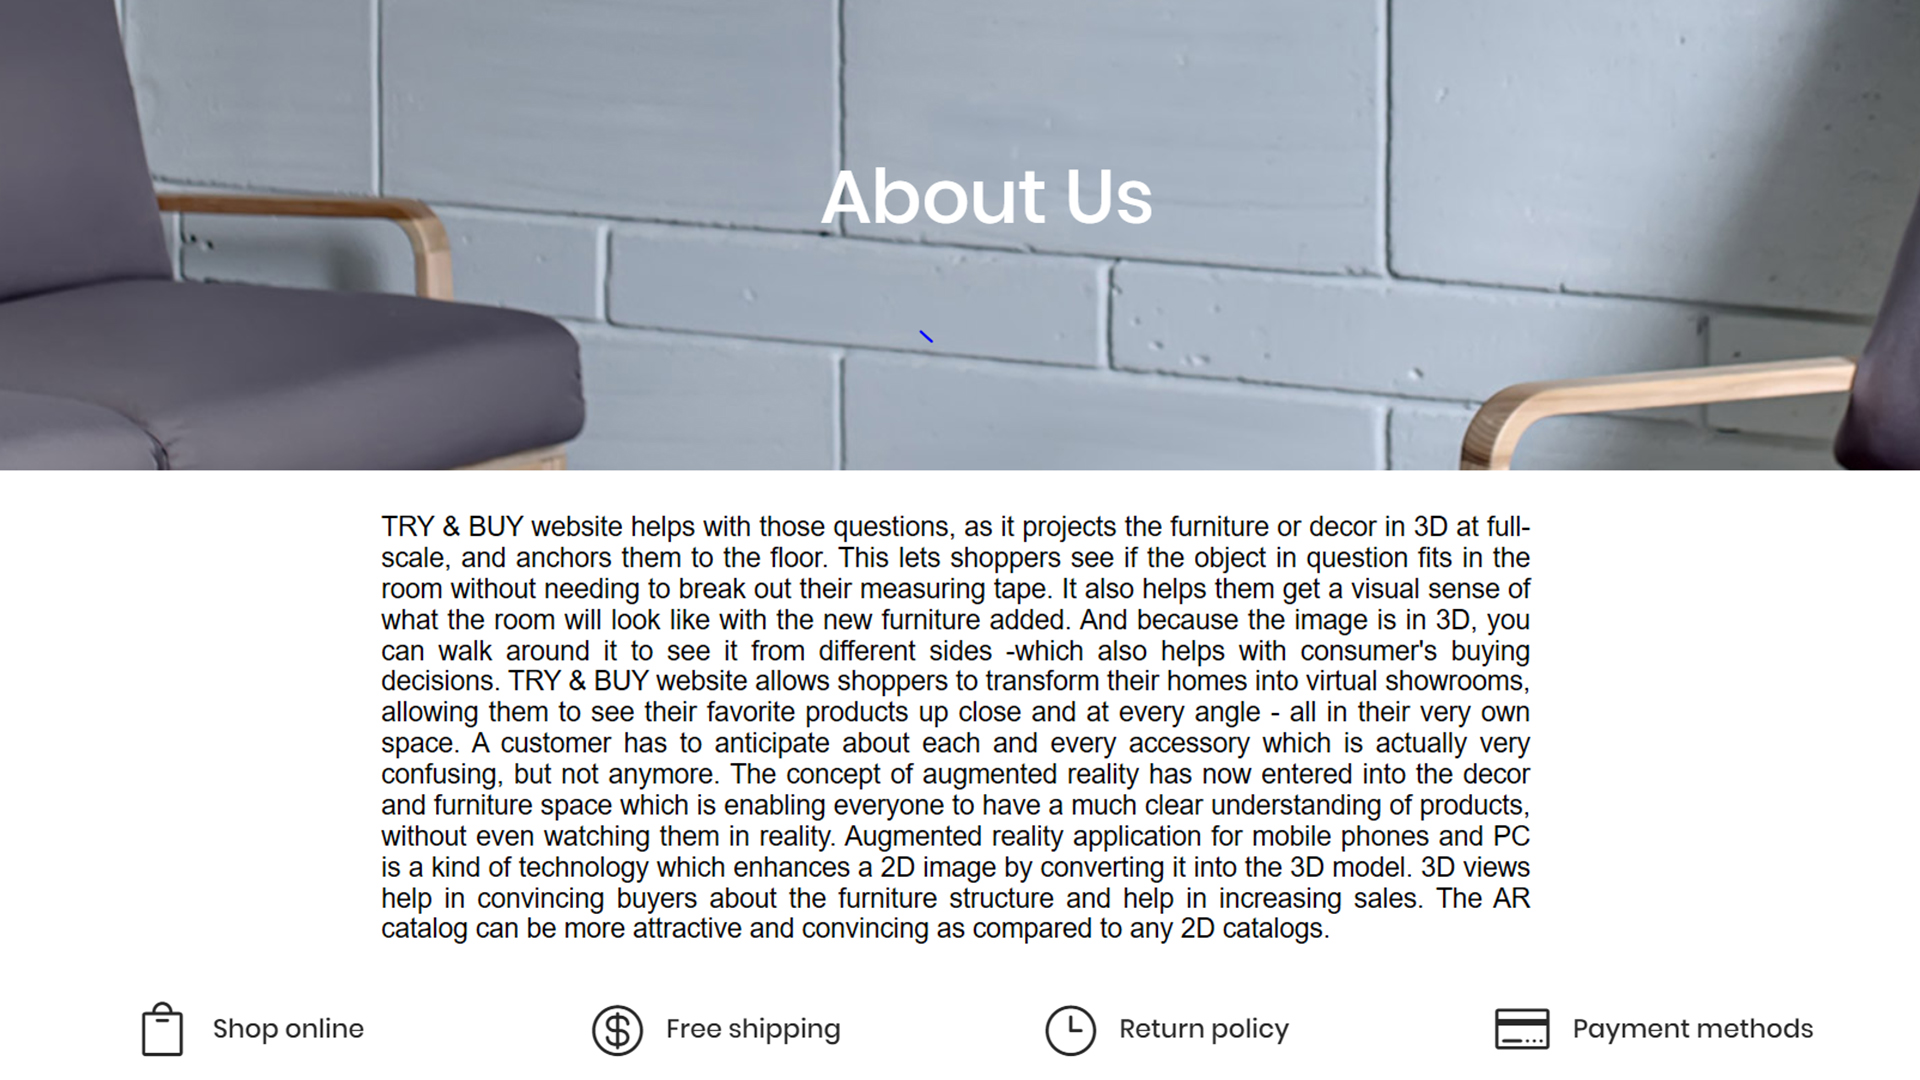 About Us
TRY & BUY website helps with those questions, as it projects the furniture or decor in 3D at full-
scale, and anchors them to the floor. This lets shoppers see if the object in question fits in the
room without needing to break out their measuring tape. It also helps them get a visual sense of
what the room will look like with the new furniture added. And because the image is in 3D, you
can walk around it to see it from different sides -which also helps with consumer's buying
decisions. TRY & BUY website allows shoppers to transform their homes into virtual showrooms,
allowing them to see their favorite products up close and at every angle - all in their very own
space. A customer has to anticipate about each and every accessory which is actually very
confusing, but not anymore. The concept of augmented reality has now entered into the decor
and furniture space which is enabling everyone to have a much clear understanding of products,
without even watching them in reality. Augmented reality application for mobile phones and PC
is a kind of technology which enhances a 2D image by converting it into the 3D model. 3D views
help in convincing buyers about the furniture structure and help in increasing sales. The AR
catalog can be more attractive and convincing as compared to any 2D catalogs.
Shop online
Free shipping
Return policy
Payment methods